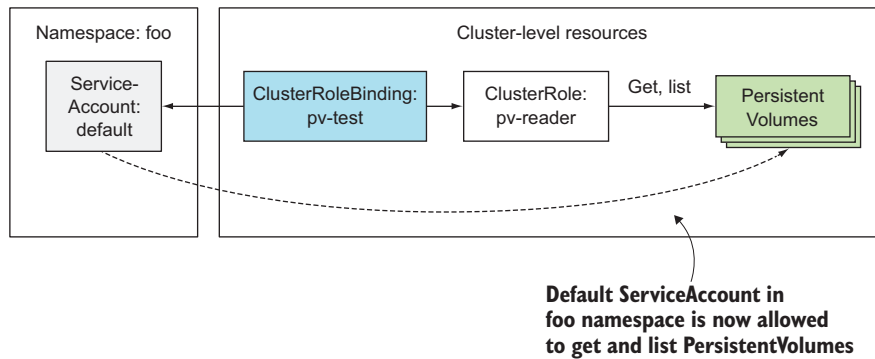 Namespace: foo
Cluster-level resources
Service-
Account:
default
ClusterRoleBinding:
pv-test
ClusterRole:
pv-reader
Get, list
Persistent
Volumes
Default ServiceAccount in
foo namespace is now allowed
to get and list PersistentVolumes